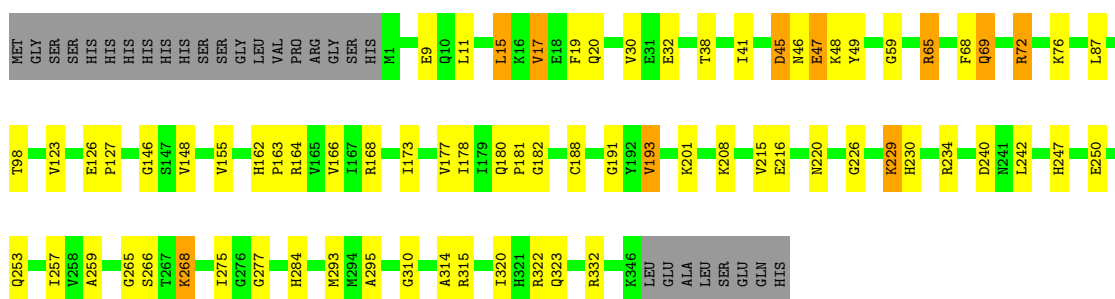 MET GLY SER SER HIS HIS HIS HIS HIS HIS SER SER GLY LEU VAL PRO ARG GLY SER HIS M1 E9 Q10 L11 L15 K16 V17 E18 F19 Q20 V30 E31 E32 T38 I41 D45 N46 E47 K48 Y49 G59 R65 F68 Q69 R72 K76 L87
T98 V123 E126 P127 G146 S147 V148 V155 H162 P163 R164 V165 V166 I167 R168 I173 V177 I178 I179 Q180 P181 G182 C188 G191 Y192 V193 K201 K208 V215 E216 N220 G226 K229 H230 R234 D240 N241 L242 H247 E250
Q253 I257 V258 A259 G265 S266 T267 K268 I275 G276 G277 H284 M293 M294 A295 G310 A314 R315 I320 H321 R322 Q323 R332 K346 LEU GLU ALA LEU SER GLU GLN HIS